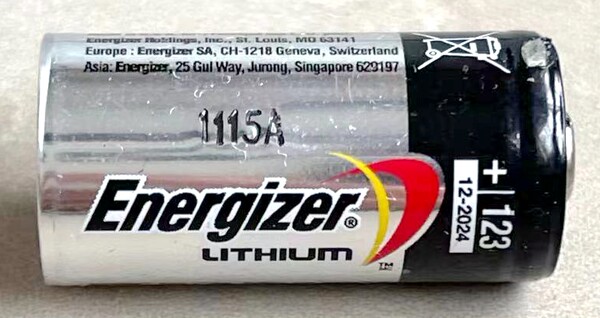 Energizer Holdings, Inc., St. Louis, MO 63141
Europe : Energizer SA, CH-1218 Geneva, Switzerland
Asia: Energizer, 25 Gul Way, Jurong, Singapore 629197
1115A
Energizer®
LITHIUM
™
+
123
12-2024